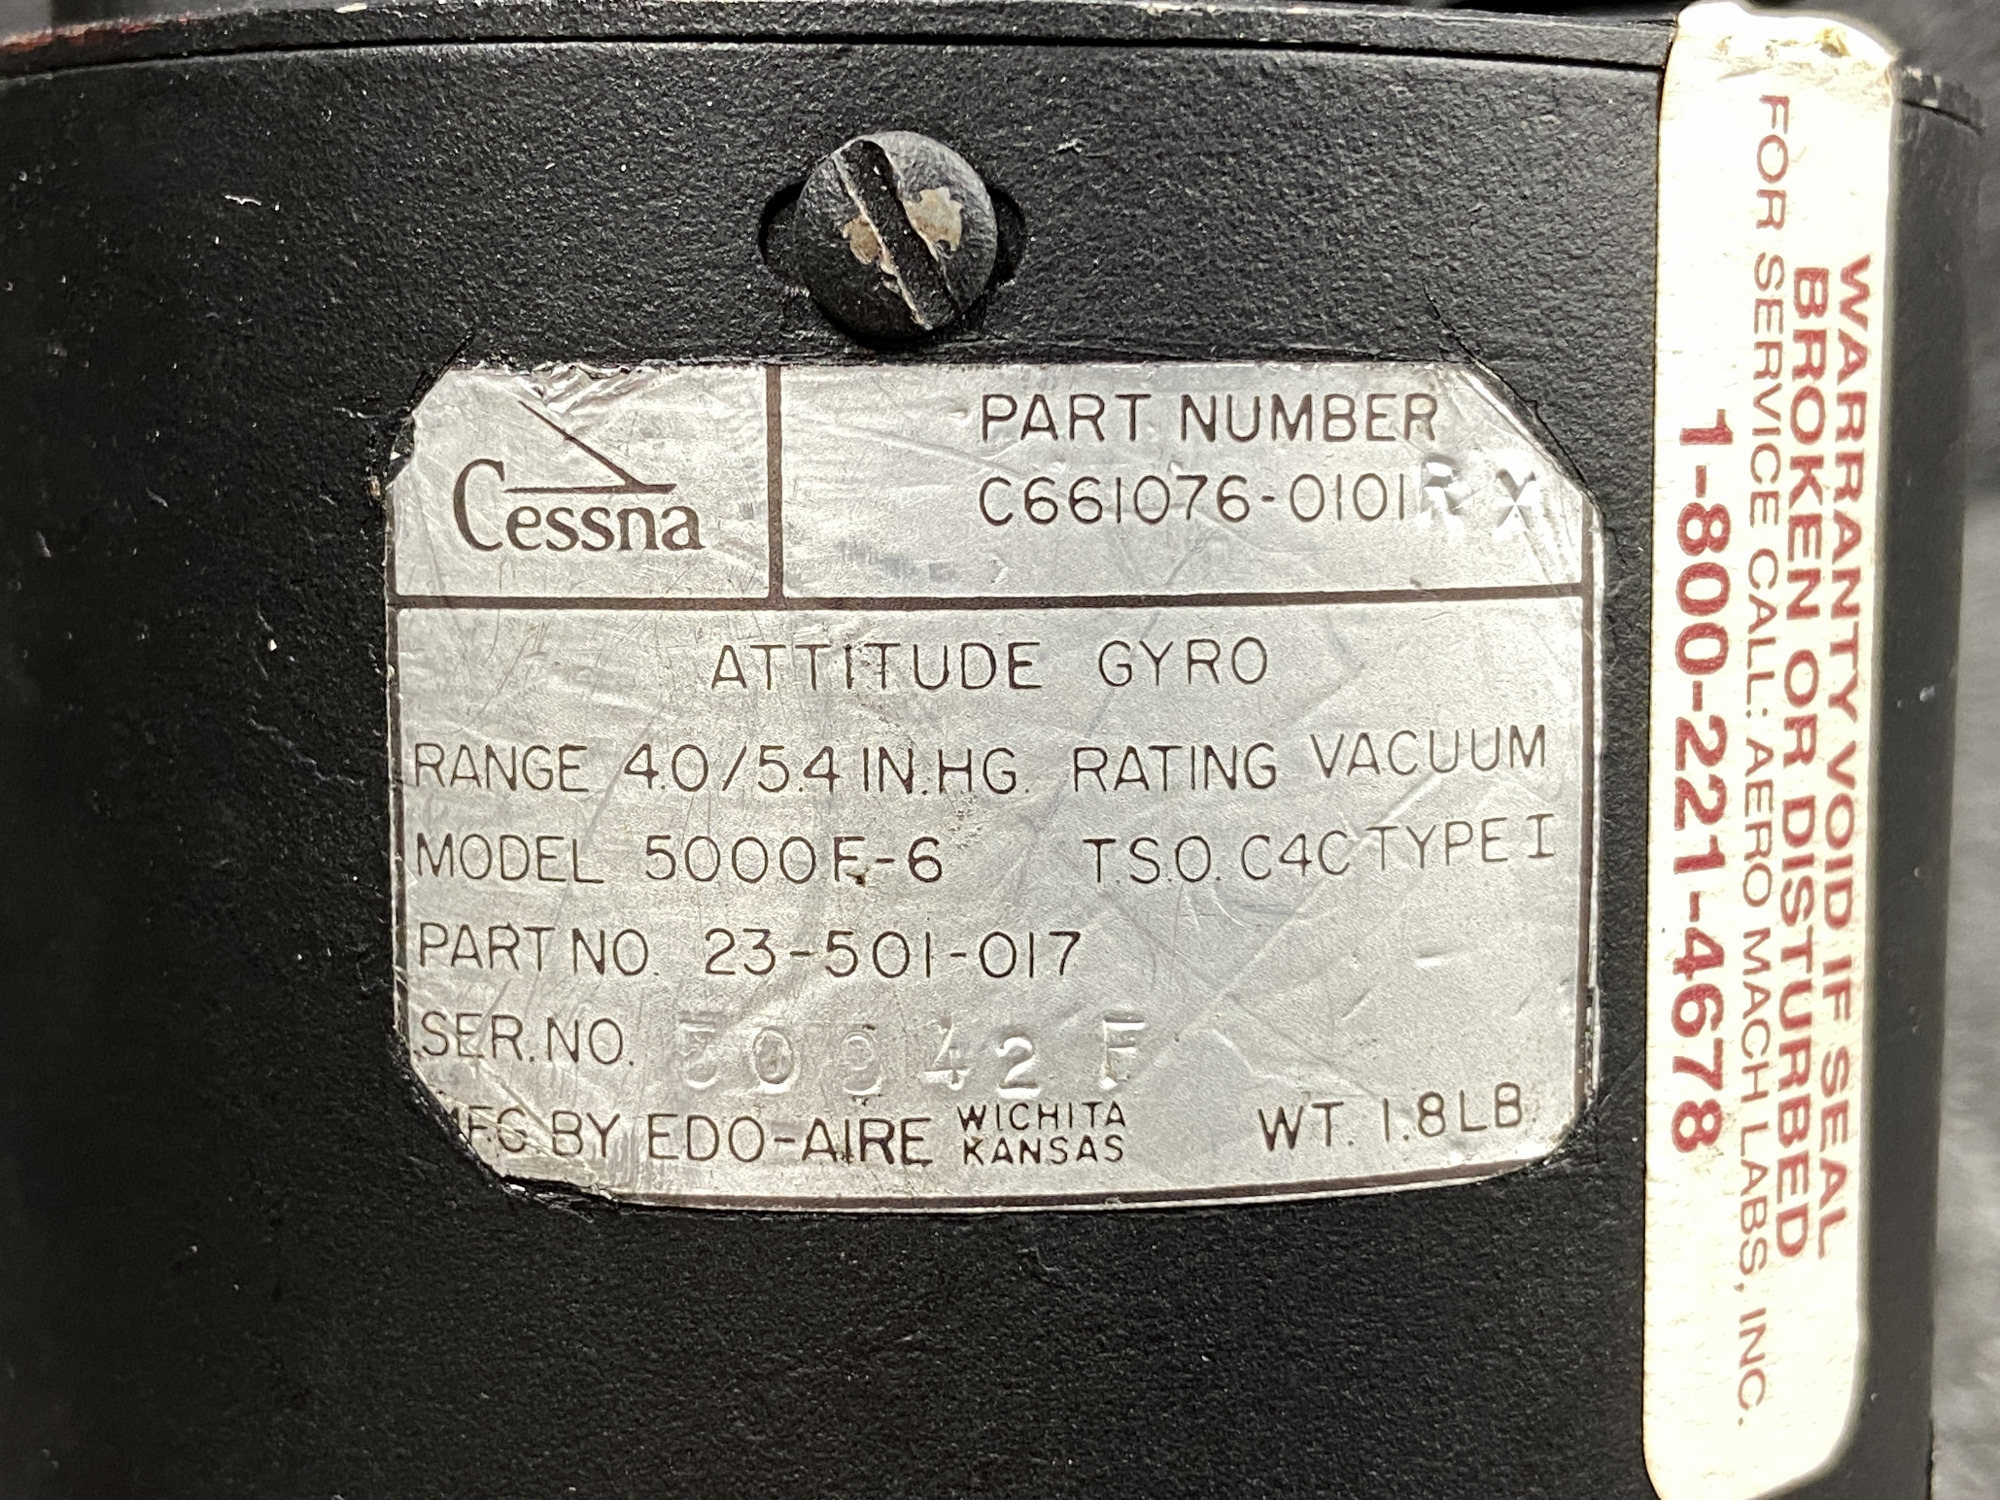 Cessna
PART NUMBER
C661076-0101 RX
ATTITUDE GYRO
RANGE 4.0/5.4 IN.HG. RATING VACUUM
MODEL 5000E-6 T.S.O. C4C TYPE I
PART NO. 23-501-017
SER. NO.
MFG BY EDO-AIRE WICHITA KANSAS WT. 1.8LB
WARRANTY VOID IF SEAL
BROKEN OR DISTURBED
FOR SERVICE CALL: AERO MACH LABS, INC.
1-800-221-4678